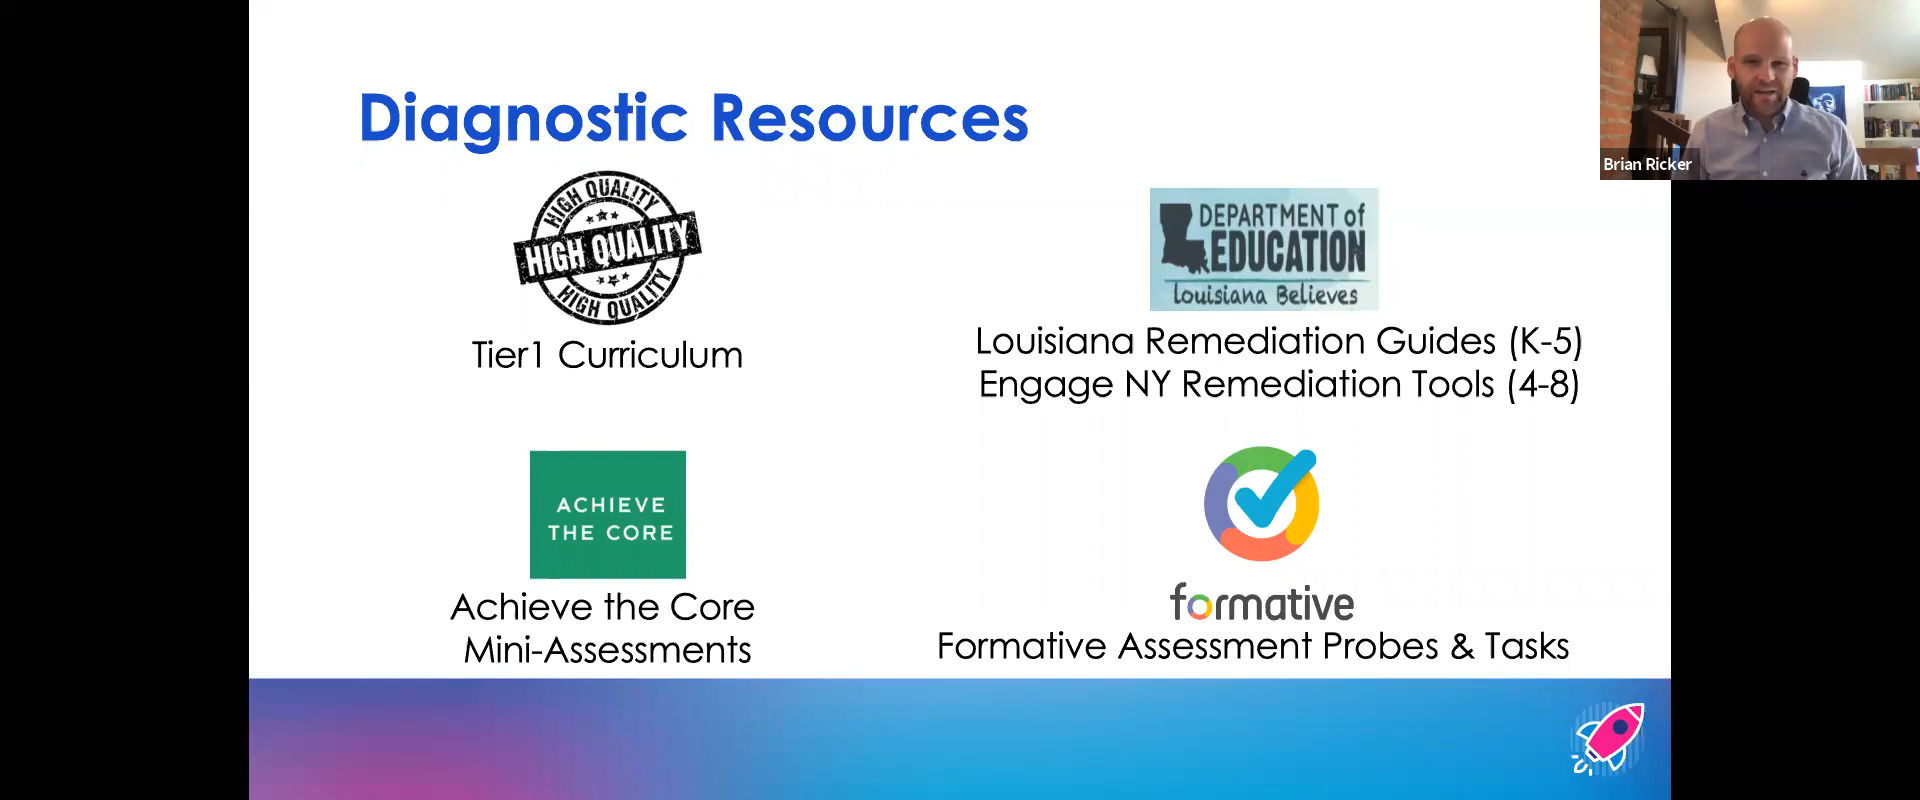 Diagnostic Resources
HIGH QUALITY
HIGH QUALITY
HIGH QUALITY
Tier1 Curriculum
DEPARTMENT of
EDUCATION
Louisiana Believes
Louisiana Remediation Guides (K-5)
Engage NY Remediation Tools (4-8)
ACHIEVE
THE CORE
Achieve the Core
Mini-Assessments
formative
Formative Assessment Probes & Tasks
Brian Ricker